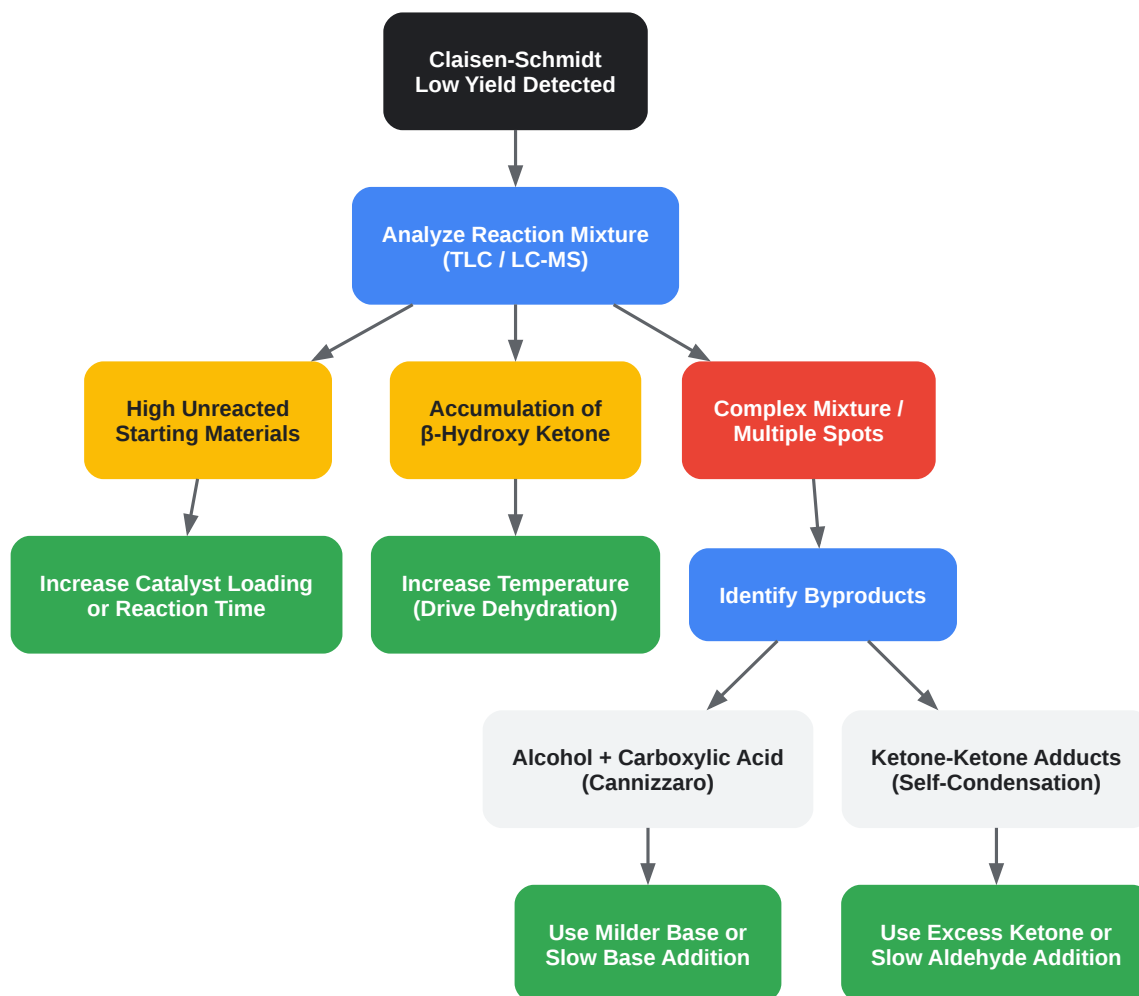 Claisen-Schmidt
Low Yield Detected
Analyze Reaction Mixture
(TLC / LC-MS)
High Unreacted
Starting Materials
Accumulation of
β-Hydroxy Ketone
Complex Mixture /
Multiple Spots
Increase Catalyst Loading
or Reaction Time
Increase Temperature
(Drive Dehydration)
Identify Byproducts
Alcohol + Carboxylic Acid
(Cannizzaro)
Ketone-Ketone Adducts
(Self-Condensation)
Use Milder Base or
Slow Base Addition
Use Excess Ketone or
Slow Aldehyde Addition